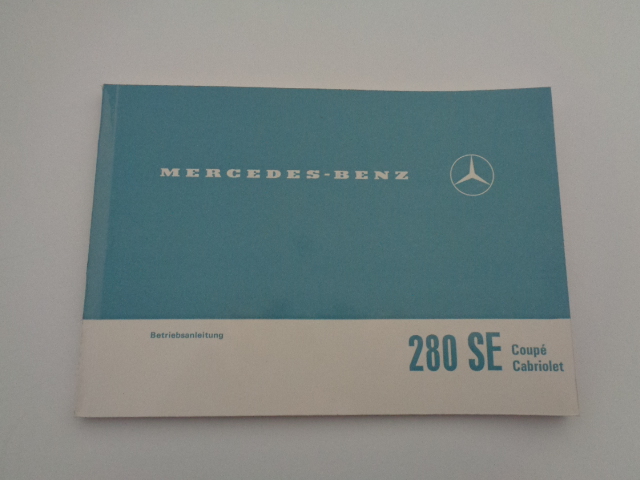 MERCEDES-BENZ
Betriebsanleitung
280 SE Coupé
Cabriolet